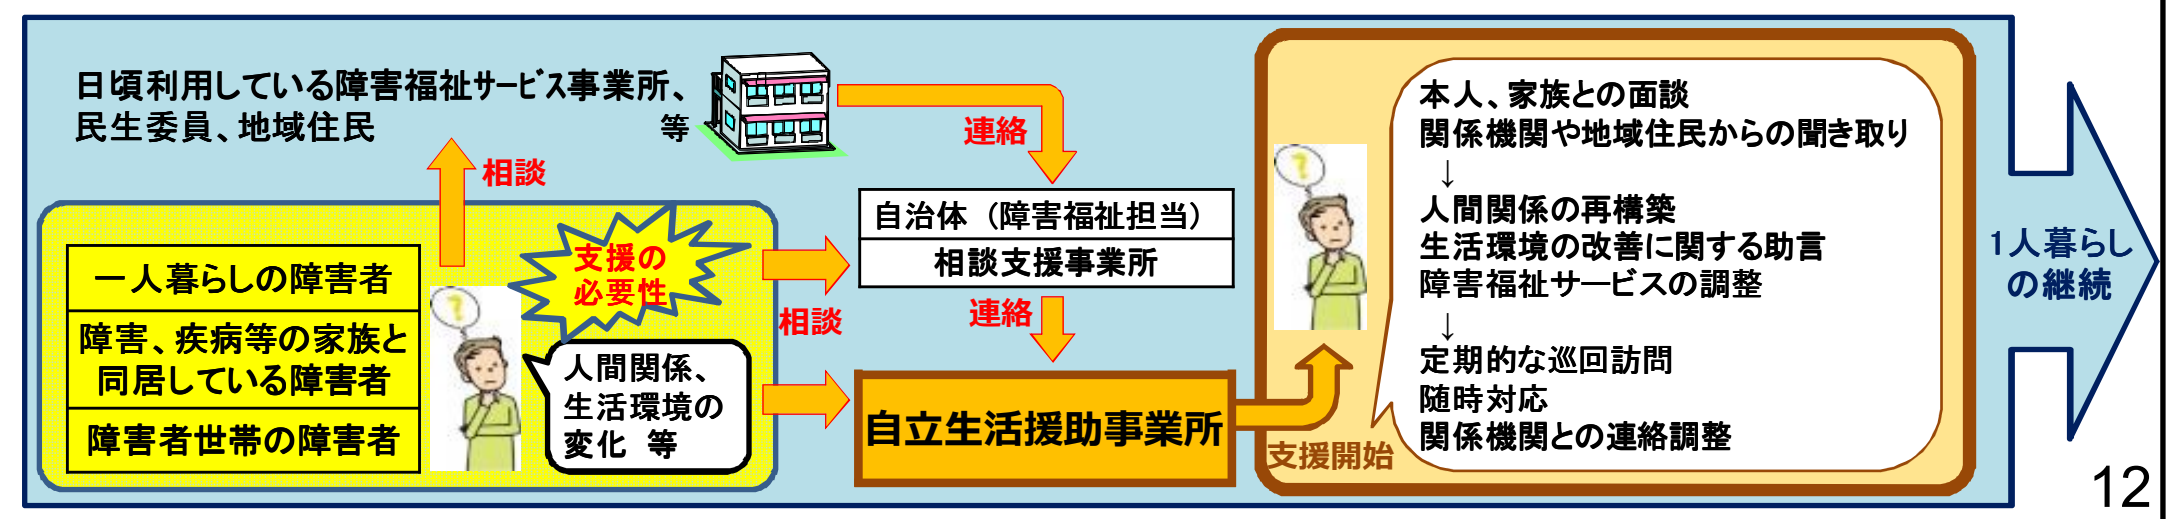 日頃利用している障害福祉サービス事業所、
民生委員、地域住民 等
連絡
相談
一人暮らしの障害者
障害、疾病等の家族と
同居している障害者
障害者世帯の障害者
?
支援の
必要性
人間関係、
生活環境の
変化 等
相談
自治体（障害福祉担当）
相談支援事業所
連絡
自立生活援助事業所
支援開始
?
本人、家族との面談
関係機関や地域住民からの聞き取り
↓
人間関係の再構築
生活環境の改善に関する助言
障害福祉サービスの調整
↓
定期的な巡回訪問
随時対応
関係機関との連絡調整
1人暮らし
の継続
12